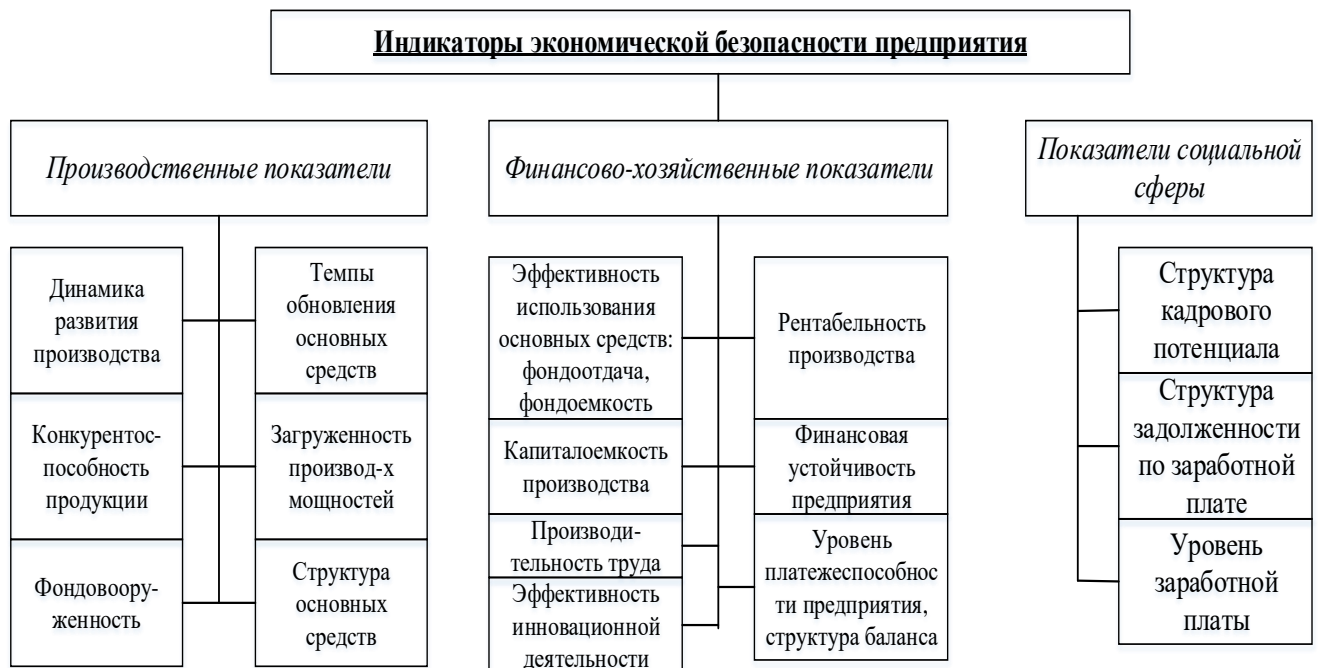 Индикаторы экономической безопасности предприятия
Производственные показатели
Динамика
развития
производства
Темпы
обновления
основных
средств
Конкурентос-
пособность
продукции
Загруженность
производ-х
мощностей
Фондовоору-
женность
Структура
основных
средств
Финансово-хозяйственные показатели
Эффективность
использования
основных средств:
фондоотдача,
фондоемкость
Рентабельность
производства
Капиталоемкость
производства
Финансовая
устойчивость
предприятия
Производи-
тельность труда
Уровень
платежеспособнос
ти предприятия,
структура баланса
Эффективность
инновационной
деятельности
Показатели социальной
сферы
Структура
кадрового
потенциала
Структура
задолженности
по заработной
плате
Уровень
заработной
платы